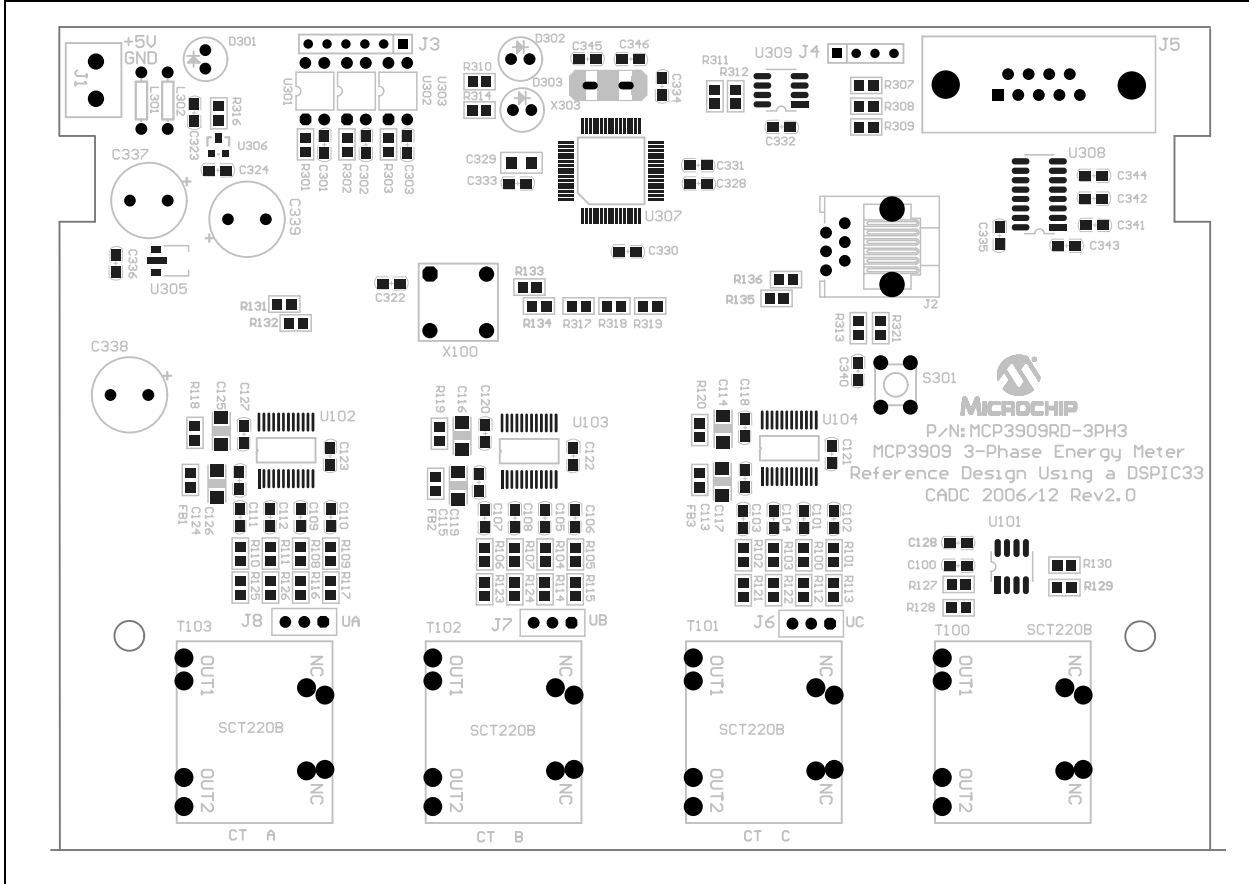 +5V
GND
J1
D301
J3
D302
D303
X303
C345
C346
C334
U309
J4
J5
L301
L302
C323
R316
U306
C324
U301
U302
U303
R301
C301
R302
C302
R303
C303
R310
R314
R311
R312
C332
R307
R308
R309
C337
C339
C329
C333
C331
C328
U307
U308
C344
C342
C341
C343
C335
C336
U305
C330
R131
R132
C322
X100
R133
R134
R317
R318
R319
R136
R135
J2
R313
R321
C340
S301
C338
MICROCHIP
P/N:MCP3909RD-3PH3
MCP3909 3-Phase Energy Meter
Reference Design Using a DSPIC33
CADC 2006/12 Rev2.0
R118
C125
C127
U102
C123
FB1
C124
C126
C111
C112
C109
C110
R110
R111
R108
R109
R125
R126
R116
R117
R119
C116
C120
U103
C122
FB2
C115
C119
C107
C108
C105
C106
R106
R107
R104
R105
R123
R124
R114
R115
R120
C114
C118
U104
C121
FB3
C113
C117
C103
C104
C101
C102
R102
R103
R100
R101
R121
R122
R112
R113
U101
C128
C100
R127
R128
R130
R129
J8
UA
J7
UB
J6
UC
T103
OUT1
NC
SCT220B
OUT2
NC
CT A
T102
OUT1
NC
SCT220B
OUT2
NC
CT B
T101
OUT1
NC
SCT220B
OUT2
NC
CT C
T100
SCT220B
OUT1
NC
OUT2
NC